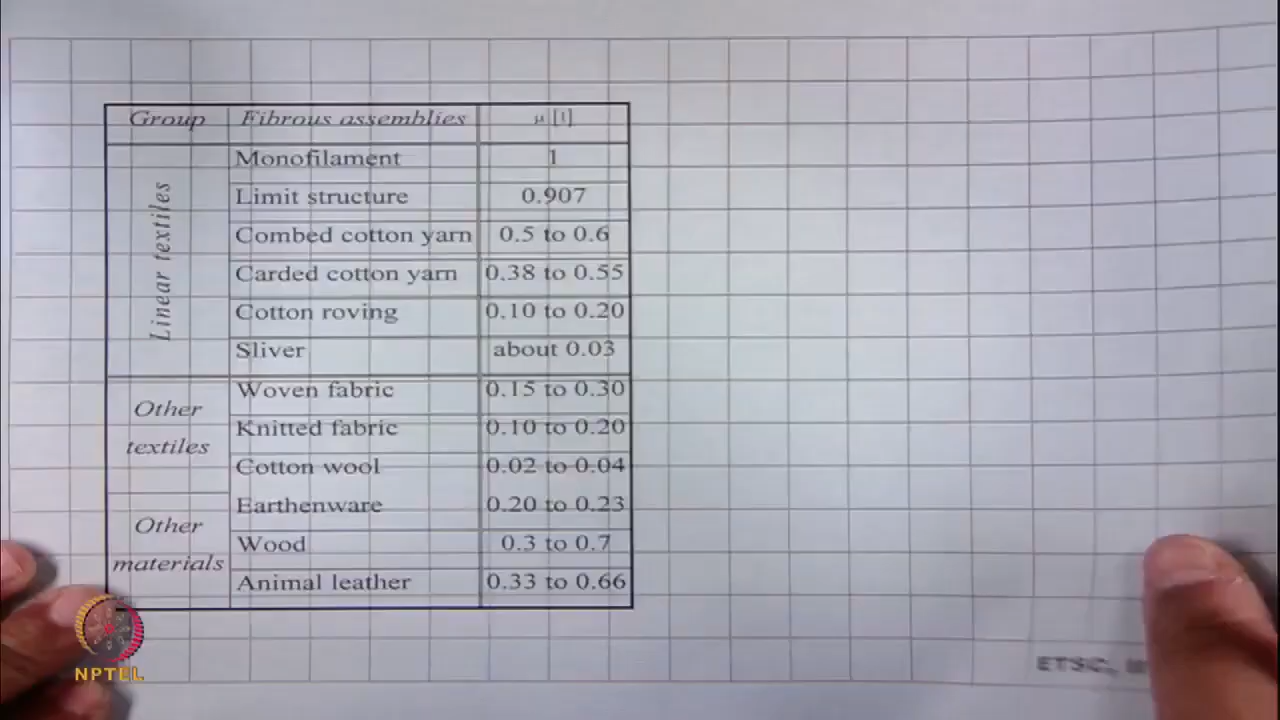 Group Fibrous assemblies μ [1]
Linear textiles
Monofilament 1
Limit structure 0.907
Combed cotton yarn 0.5 to 0.6
Carded cotton yarn 0.38 to 0.55
Cotton roving 0.10 to 0.20
Sliver about 0.03
Other textiles
Woven fabric 0.15 to 0.30
Knitted fabric 0.10 to 0.20
Cotton wool 0.02 to 0.04
Other materials
Earthenware 0.20 to 0.23
Wood 0.3 to 0.7
Animal leather 0.33 to 0.66
NPTEL
ETSC,